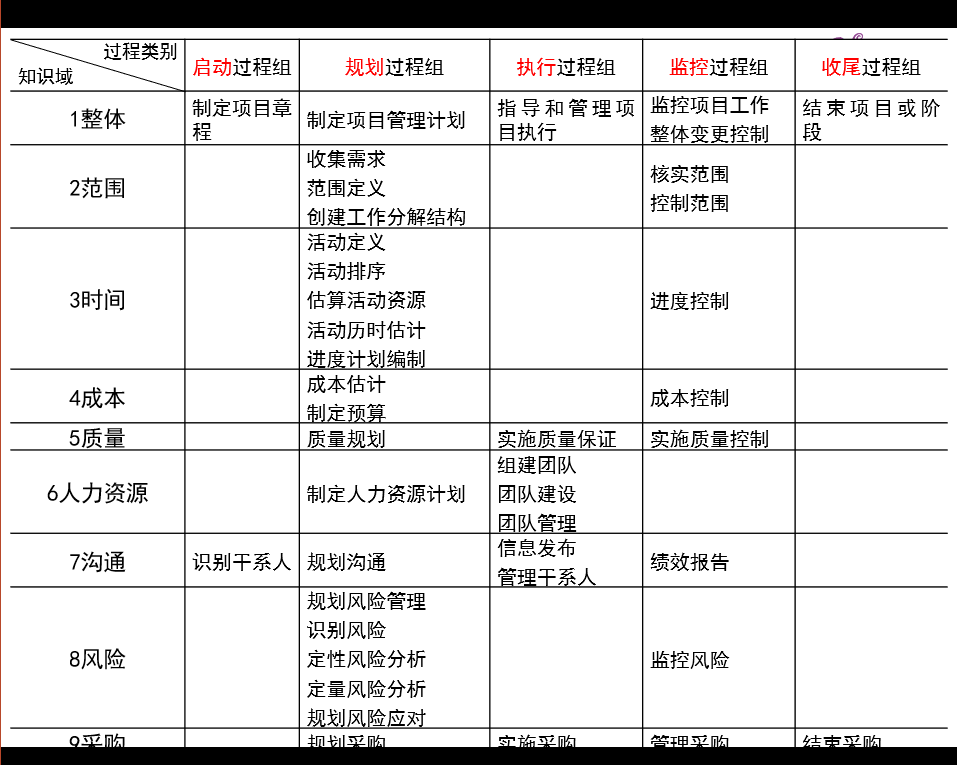 过程类别
知识域
启动过程组
规划过程组
执行过程组
监控过程组
收尾过程组
1整体
制定项目章
程
制定项目管理计划
指导和管理项
目执行
监控项目工作
整体变更控制
结束项目或阶
段
2范围
收集需求
范围定义
创建工作分解结构
核实范围
控制范围
3时间
活动定义
活动排序
估算活动资源
活动历时估计
进度计划编制
进度控制
4成本
成本估计
制定预算
成本控制
5质量
质量规划
实施质量保证
实施质量控制
6人力资源
制定人力资源计划
组建团队
团队建设
团队管理
7沟通
识别干系人
规划沟通
信息发布
管理干系人
绩效报告
8风险
规划风险管理
识别风险
定性风险分析
定量风险分析
规划风险应对
监控风险
9采购
规划采购
实施采购
管理采购
结束采购